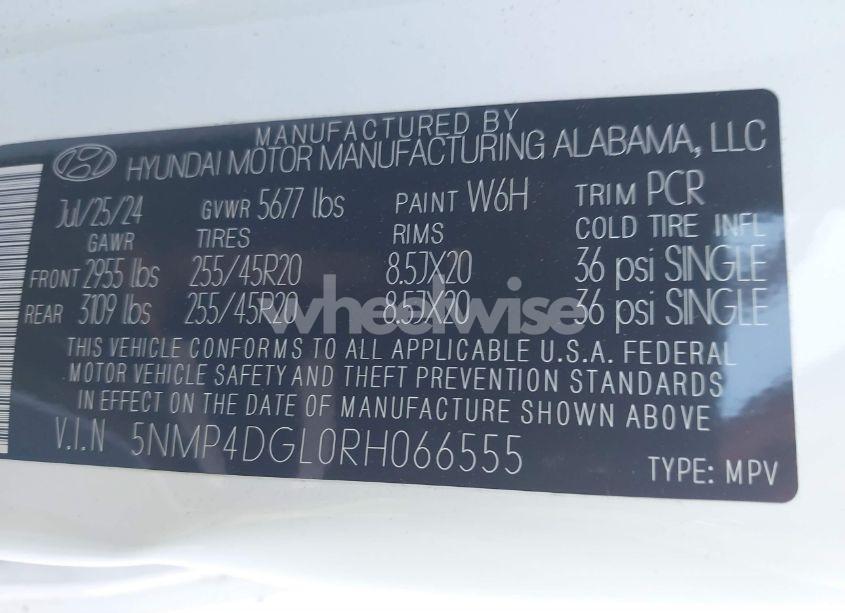 MANUFACTURED BY
HYUNDAI MOTOR MANUFACTURING ALABAMA, LLC
Jul/25/24 GVWR 5677 lbs PAINT W6H TRIM PCR
GAWR TIRES RIMS COLD TIRE INFL
FRONT 2955 lbs 255/45R20 8.5JX20 36 psi SINGLE
REAR 3109 lbs 255/45R20 8.5JX20 36 psi SINGLE
wheelwise
THIS VEHICLE CONFORMS TO ALL APPLICABLE U.S.A. FEDERAL
MOTOR VEHICLE SAFETY AND THEFT PREVENTION STANDARDS
IN EFFECT ON THE DATE OF MANUFACTURE SHOWN ABOVE
V.I.N 5NMP4DGL0RH066555
TYPE: MPV